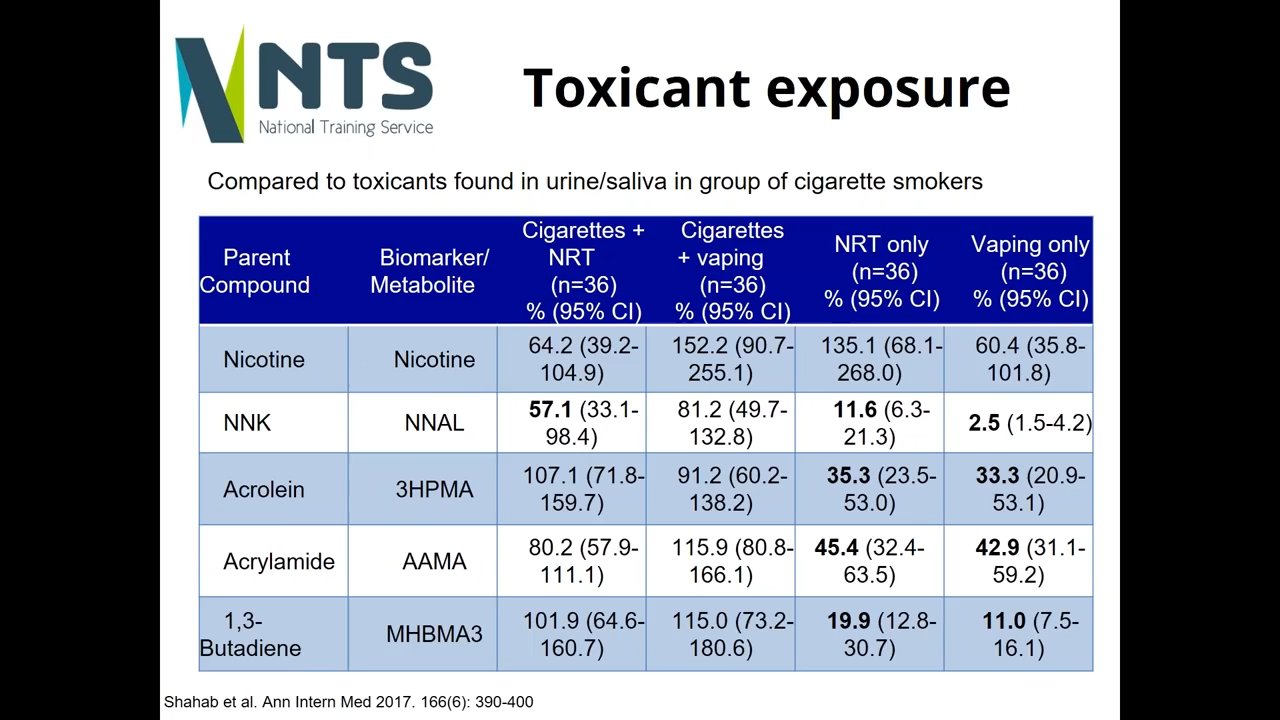 NTS
National Training Service
Toxicant exposure
Compared to toxicants found in urine/saliva in group of cigarette smokers
Parent
Compound
Biomarker/
Metabolite
Cigarettes +
NRT
(n=36)
% (95% CI)
Cigarettes
+ vaping
(n=36)
% (95% CI)
NRT only
(n=36)
% (95% CI)
Vaping only
(n=36)
% (95% CI)
Nicotine
Nicotine
64.2 (39.2-
104.9)
152.2 (90.7-
255.1)
135.1 (68.1-
268.0)
60.4 (35.8-
101.8)
NNK
NNAL
57.1 (33.1-
98.4)
81.2 (49.7-
132.8)
11.6 (6.3-
21.3)
2.5 (1.5-4.2)
Acrolein
3HPMA
107.1 (71.8-
159.7)
91.2 (60.2-
138.2)
35.3 (23.5-
53.0)
33.3 (20.9-
53.1)
Acrylamide
AAMA
80.2 (57.9-
111.1)
115.9 (80.8-
166.1)
45.4 (32.4-
63.5)
42.9 (31.1-
59.2)
1,3-
Butadiene
MHBMA3
101.9 (64.6-
160.7)
115.0 (73.2-
180.6)
19.9 (12.8-
30.7)
11.0 (7.5-
16.1)
Shahab et al. Ann Intern Med 2017. 166(6): 390-400